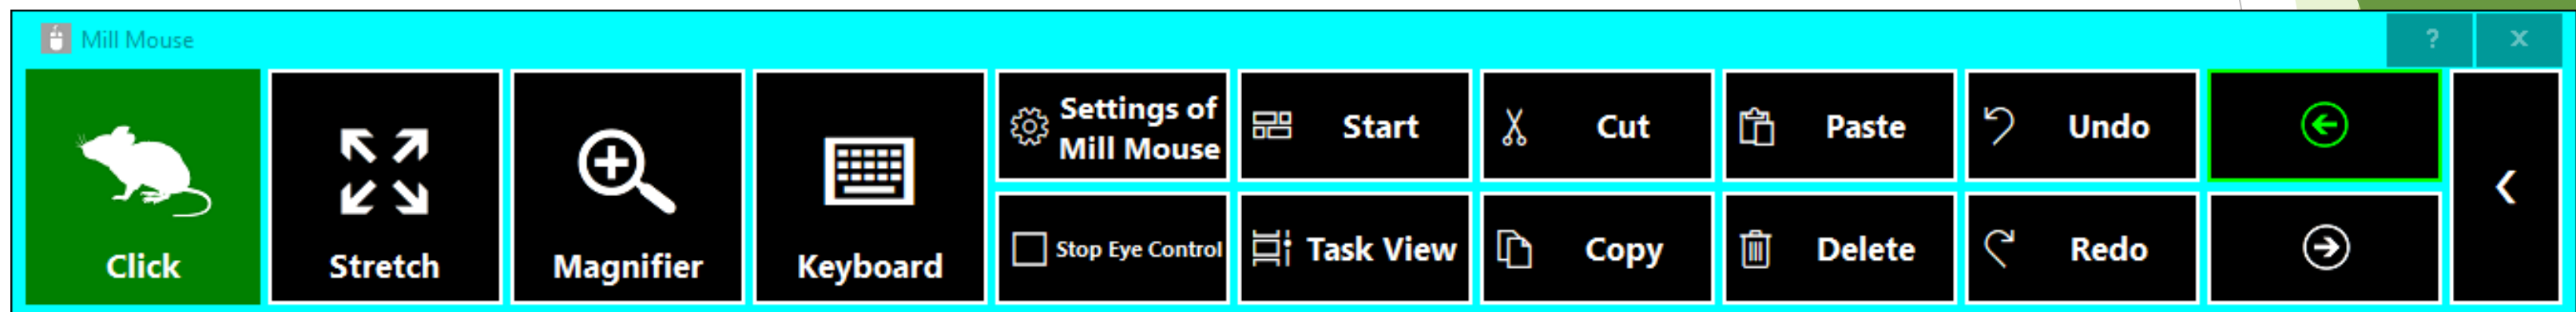 Mill Mouse
? x
Click
Stretch
Magnifier
Keyboard
Settings of
Mill Mouse
Stop Eye Control
Start
Task View
Cut
Copy
Paste
Delete
Undo
Redo